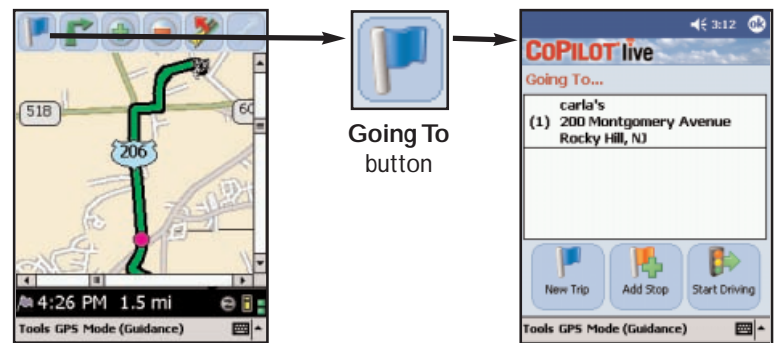 518
60
206
4:26 PM 1.5 mi
Tools GPS Mode (Guidance)
Going To
button
3:12 ok
COPILOT live
Going To...
carla's
(1) 200 Montgomery Avenue
Rocky Hill, NJ
New Trip Add Stop Start Driving
Tools GPS Mode (Guidance)